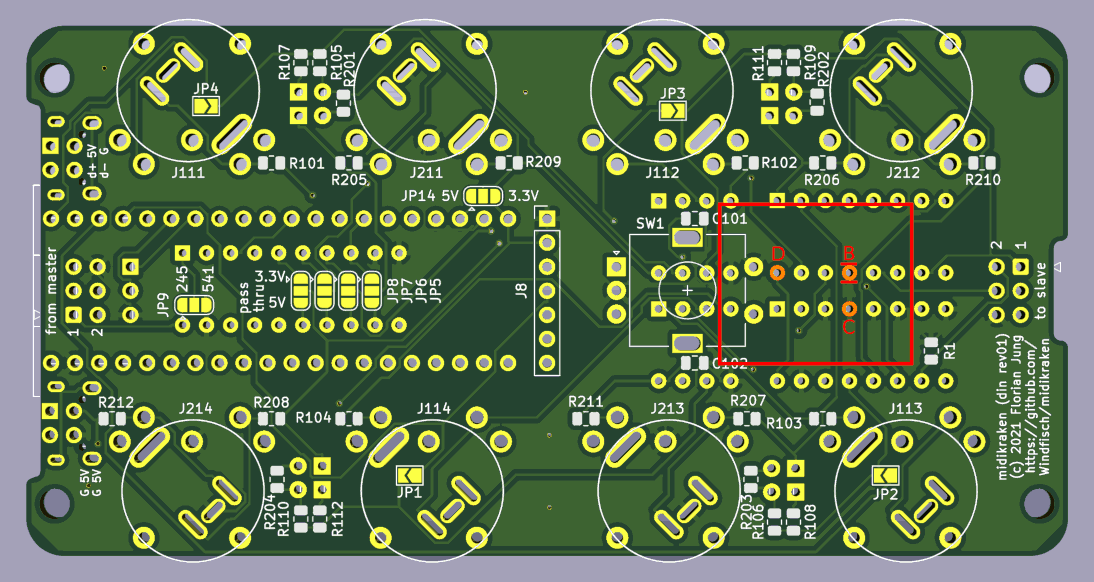 R107
R105
R201
R111
R109
R202
JP4
JP3
J111
R101
R205
J211
R209
J112
R102
R206
J212
R210
d+ 5V
d- G
JP14 5V
3.3V
C101
SW1
from master
1
2
JP9
245
541
pass
thru
3.3V
5V
JP8
JP7
JP6
JP5
J8
D
B
C
2
1
to slave
C102
R1
R212
J214
R208
R104
J114
R211
J213
R207
R103
J113
G 5V
G 5V
R204
R110
R112
JP1
R203
R106
R108
JP2
midikraken (din rev01)
(c) 2021 Florian Jung
https://github.com/
Windfisch/midikraken